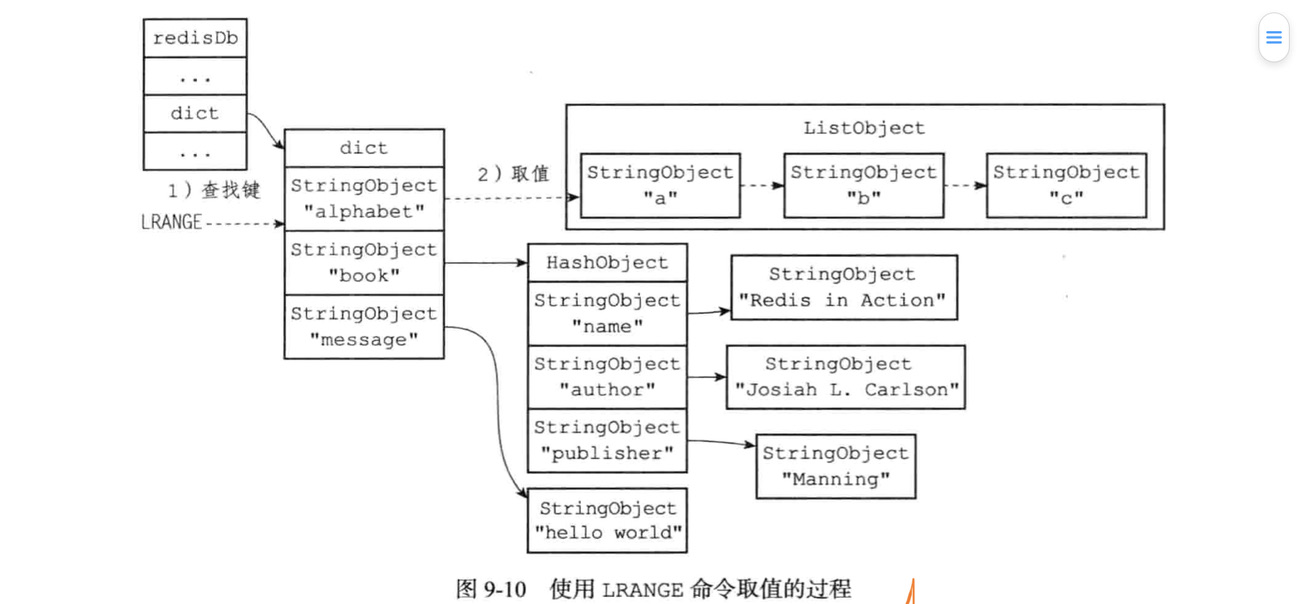 redisDb
...
dict
...
1）查找键
LRANGE
dict
StringObject
"alphabet"
StringObject
"book"
StringObject
"message"
2）取值
ListObject
StringObject
"a"
StringObject
"b"
StringObject
"c"
HashObject
StringObject
"name"
StringObject
"author"
StringObject
"publisher"
StringObject
"Redis in Action"
StringObject
"Josiah L. Carlson"
StringObject
"Manning"
StringObject
"hello world"
图 9-10 使用 LRANGE 命令取值的过程